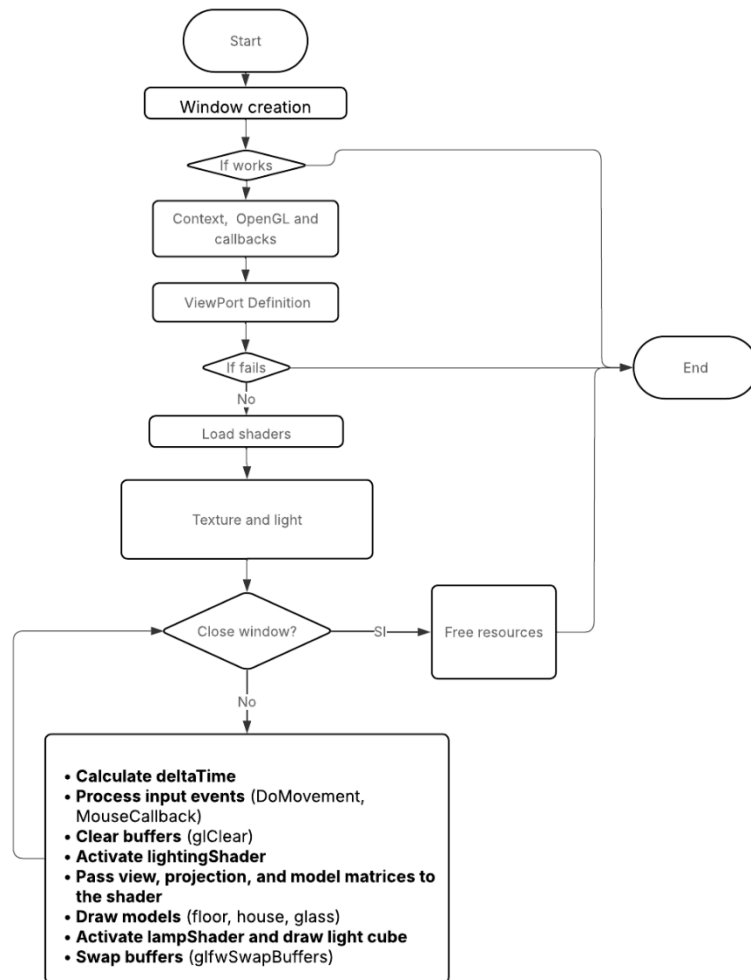 Start
Window creation
If works
Context,  OpenGL and
callbacks
ViewPort Definition
If fails
End
No
Load shaders
Texture and light
Close window?
SI
Free resources
No
• Calculate deltaTime
• Process input events (DoMovement,
MouseCallback)
• Clear buffers (glClear)
• Activate lightingShader
• Pass view, projection, and model matrices to
the shader
• Draw models (floor, house, glass)
• Activate lampShader and draw light cube
• Swap buffers (glfwSwapBuffers)